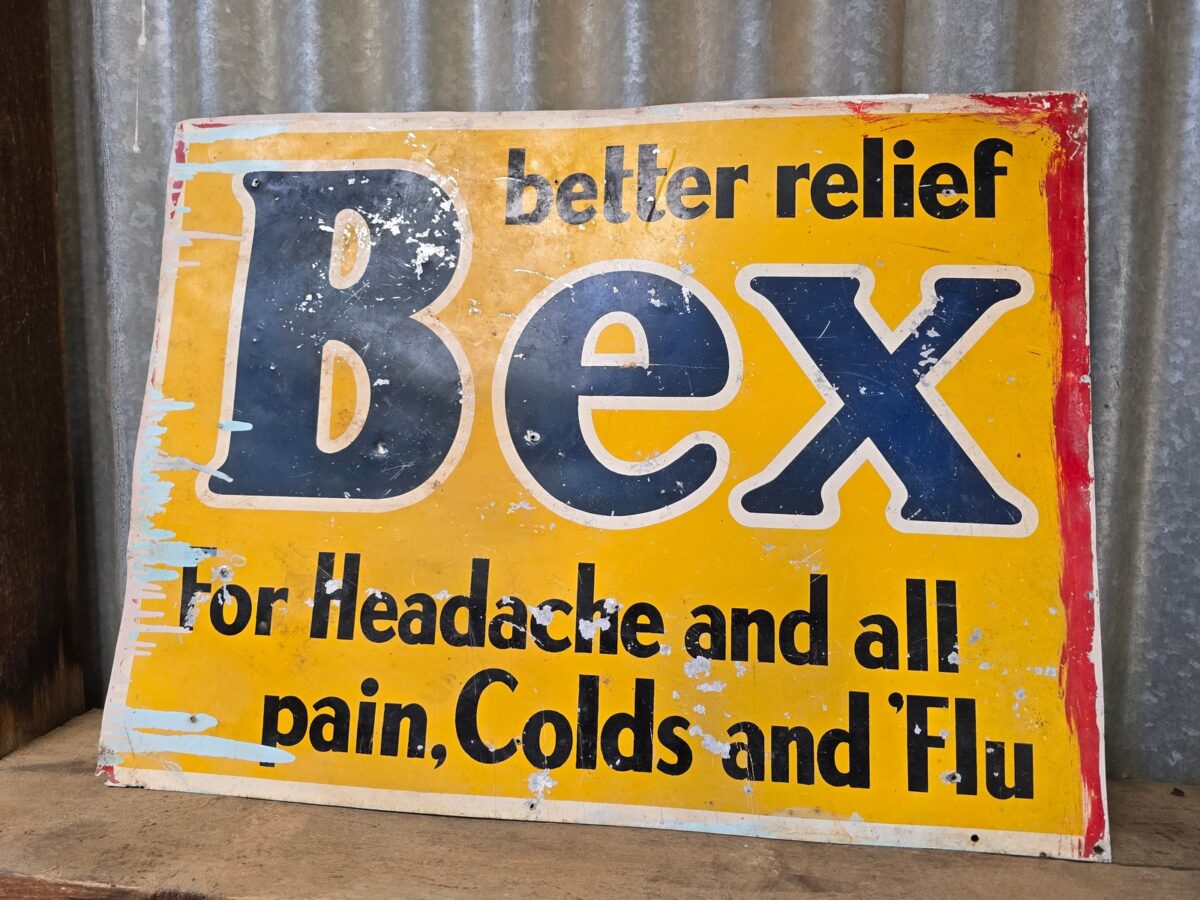 better relief
Bex
For Headache and all
pain, Colds and 'Flu